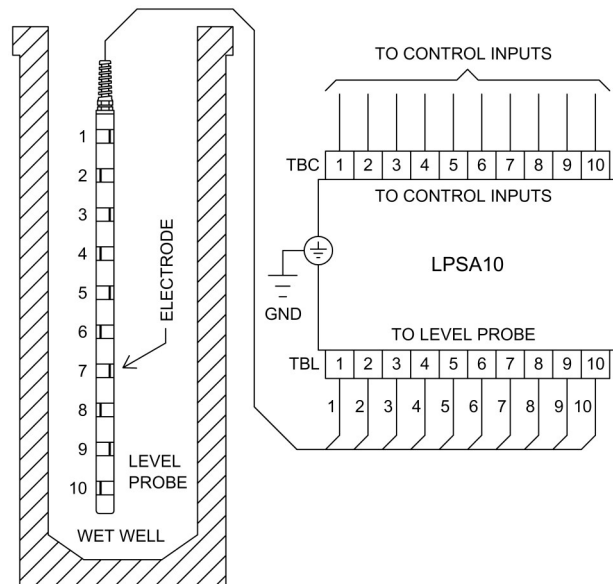 TO CONTROL INPUTS
TBC 1 2 3 4 5 6 7 8 9 10
TO CONTROL INPUTS
LPSA10
GND
TO LEVEL PROBE
TBL 1 2 3 4 5 6 7 8 9 10
1 2 3 4 5 6 7 8 9 10
1
2
3
4
5
6
7
8
9
10
ELECTRODE
LEVEL
PROBE
WET WELL